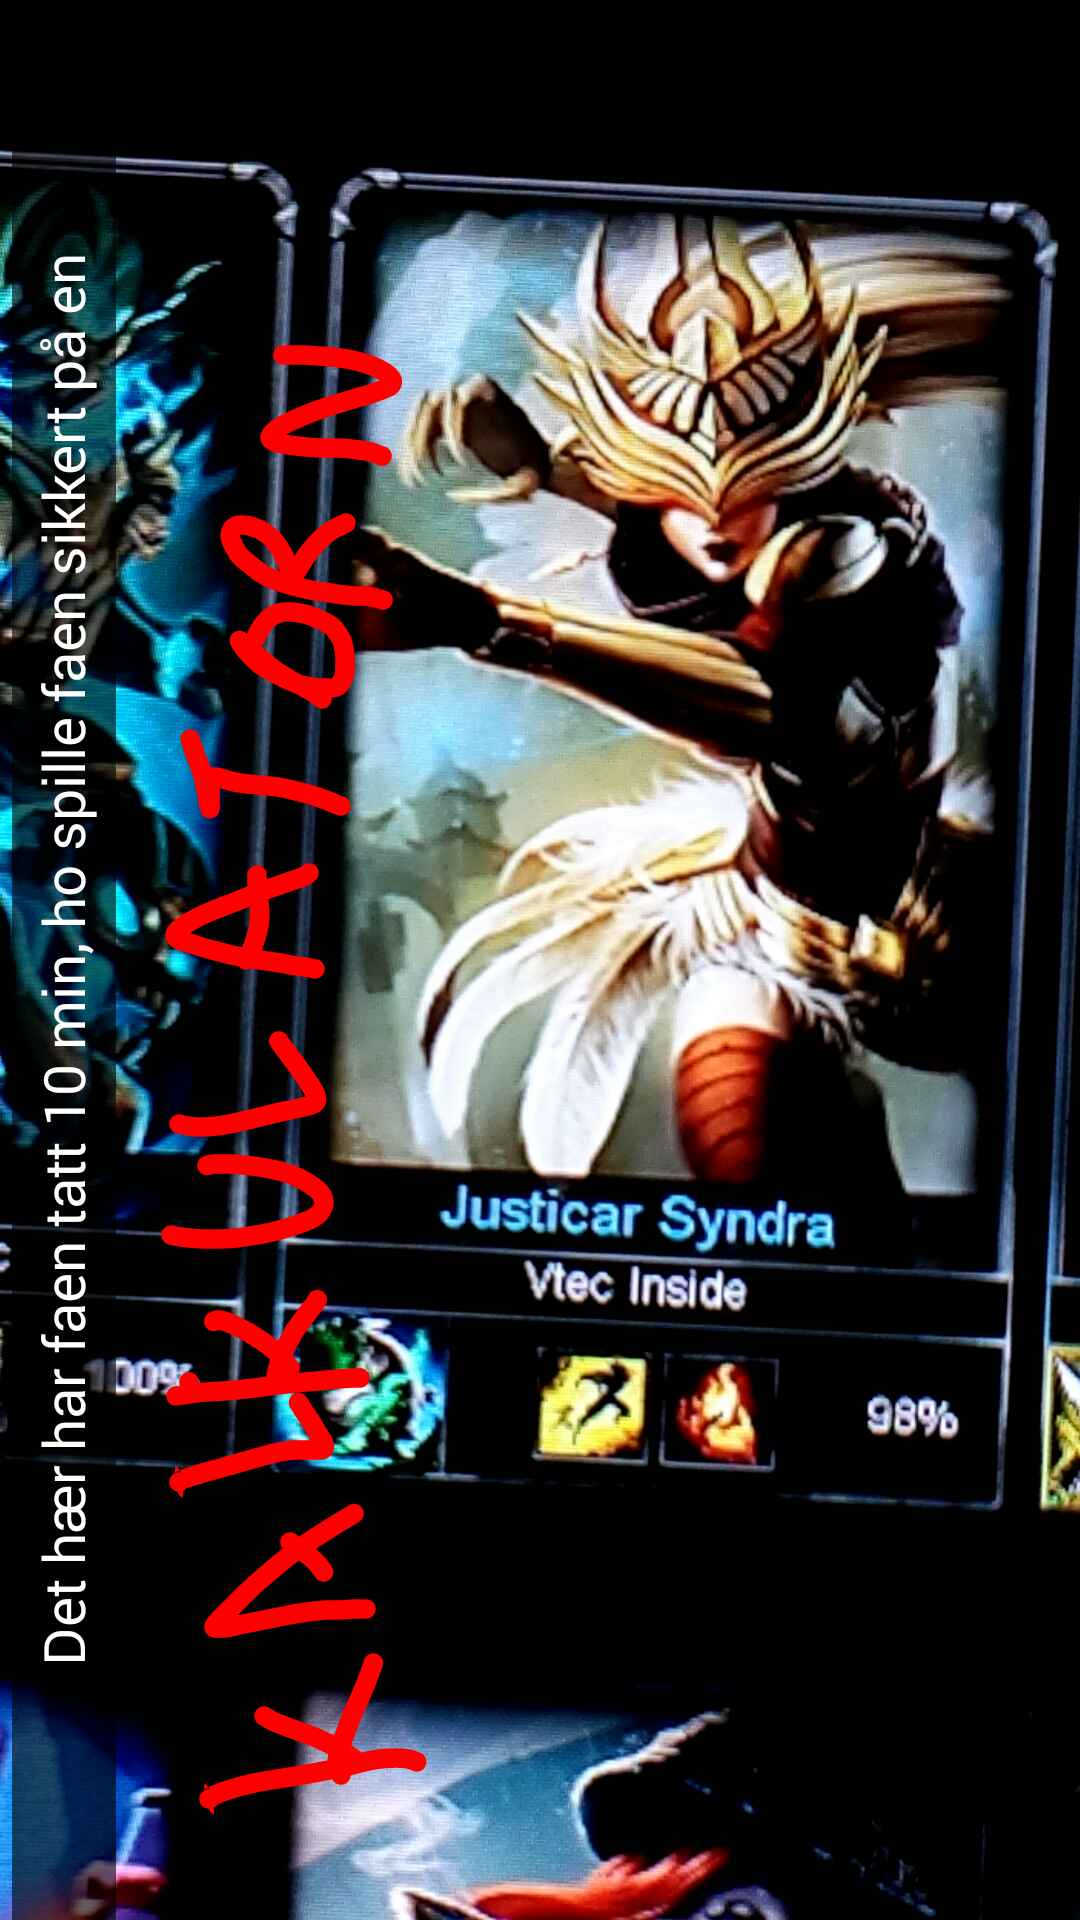 Det hær har faen tatt 10 min, ho spille faen sikkert på en
KALKULATORN
Justicar Syndra
Vtec Inside
100%
98%